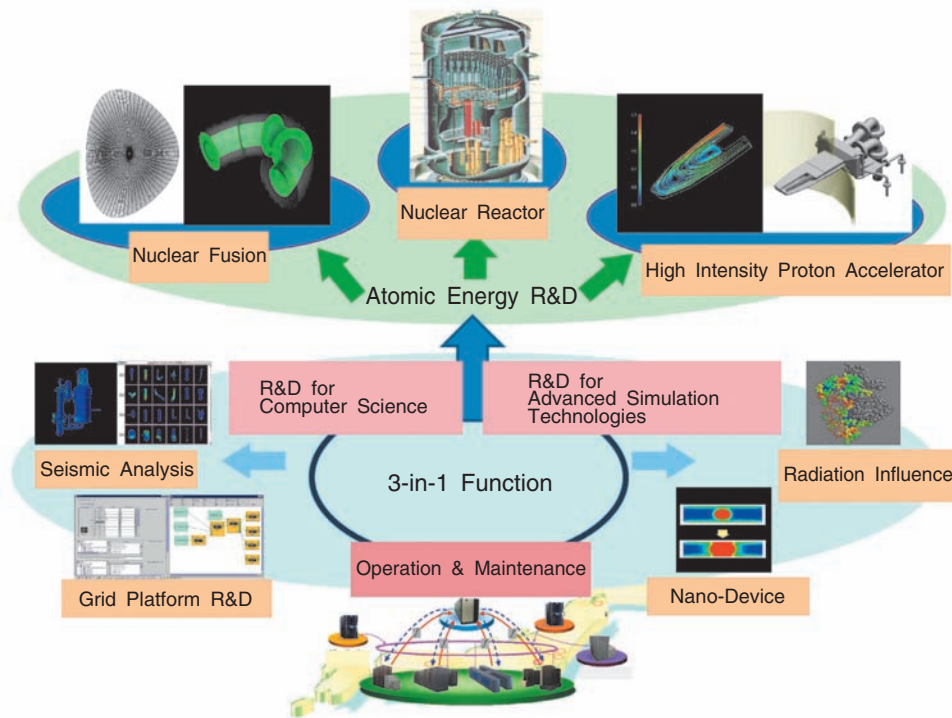 Nuclear Reactor
Nuclear Fusion
High Intensity Proton Accelerator
Atomic Energy R&D
R&D for
Computer Science
R&D for
Advanced Simulation
Technologies
Seismic Analysis
3-in-1 Function
Radiation Influence
Operation & Maintenance
Grid Platform R&D
Nano-Device